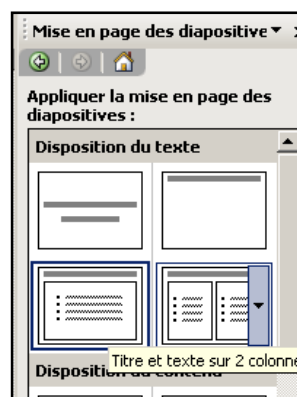 Mise en page des diapositive
Appliquer la mise en page des
diapositives :
Disposition du texte
Titre et texte sur 2 colonne
Disposition du contenu